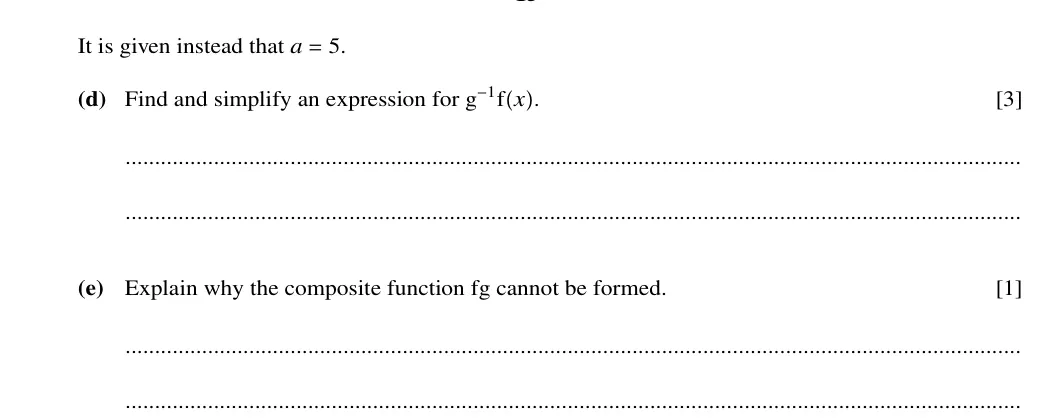 It is given instead that a = 5.
(d) Find and simplify an expression for g⁻¹f(x). [3]
(e) Explain why the composite function fg cannot be formed. [1]